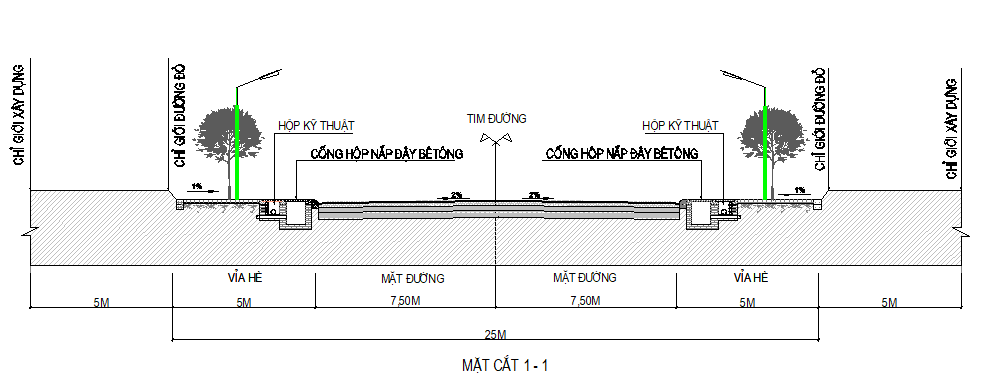 CHỈ GIỚI XÂY DỰNG
CHỈ GIỚI ĐƯỜNG ĐỎ
HỘP KỸ THUẬT
TIM ĐƯỜNG
HỘP KỸ THUẬT
CHỈ GIỚI ĐƯỜNG ĐỎ
CHỈ GIỚI XÂY DỰNG
CỐNG HỘP NẮP ĐẬY BÊTÔNG
CỐNG HỘP NẮP ĐẬY BÊTÔNG
1%
2%
2%
1%
VỈA HÈ
MẶT ĐƯỜNG
MẶT ĐƯỜNG
VỈA HÈ
5M
5M
7,50M
7,50M
5M
5M
25M
MẶT CẮT 1 - 1